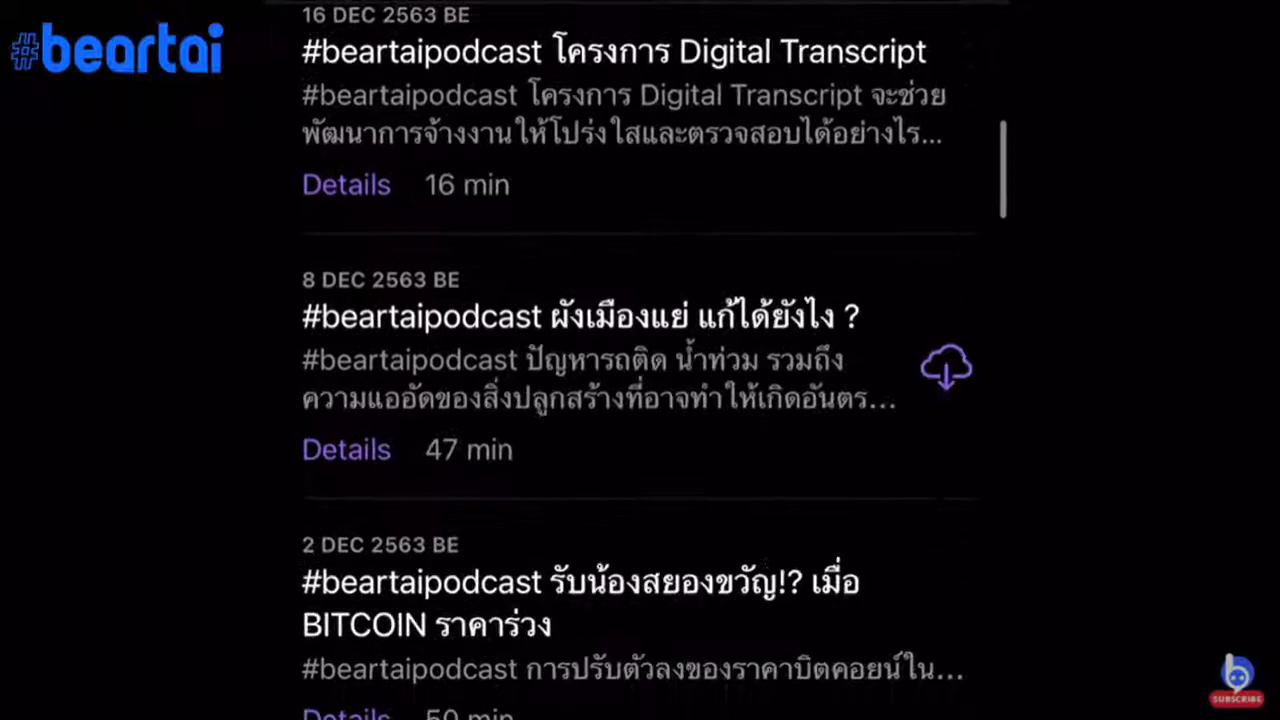 #beartai
16 DEC 2563 BE
#beartaipodcast โครงการ Digital Transcript
#beartaipodcast โครงการ Digital Transcript จะช่วย
พัฒนาการจ้างงานให้โปร่งใสและตรวจสอบได้อย่างไร...
Details 16 min
8 DEC 2563 BE
#beartaipodcast ผังเมืองแย่ แก้ได้ยังไง ?
#beartaipodcast ปัญหารถติด น้ำท่วม รวมถึง
ความแออัดของสิ่งปลูกสร้างที่อาจทำให้เกิดอันตร...
Details 47 min
2 DEC 2563 BE
#beartaipodcast รับน้องสยองขวัญ!? เมื่อ
BITCOIN ราคาร่วง
#beartaipodcast การปรับตัวลงของราคาบิตคอยน์ใน...
Details 50 min
SUBSCRIBE